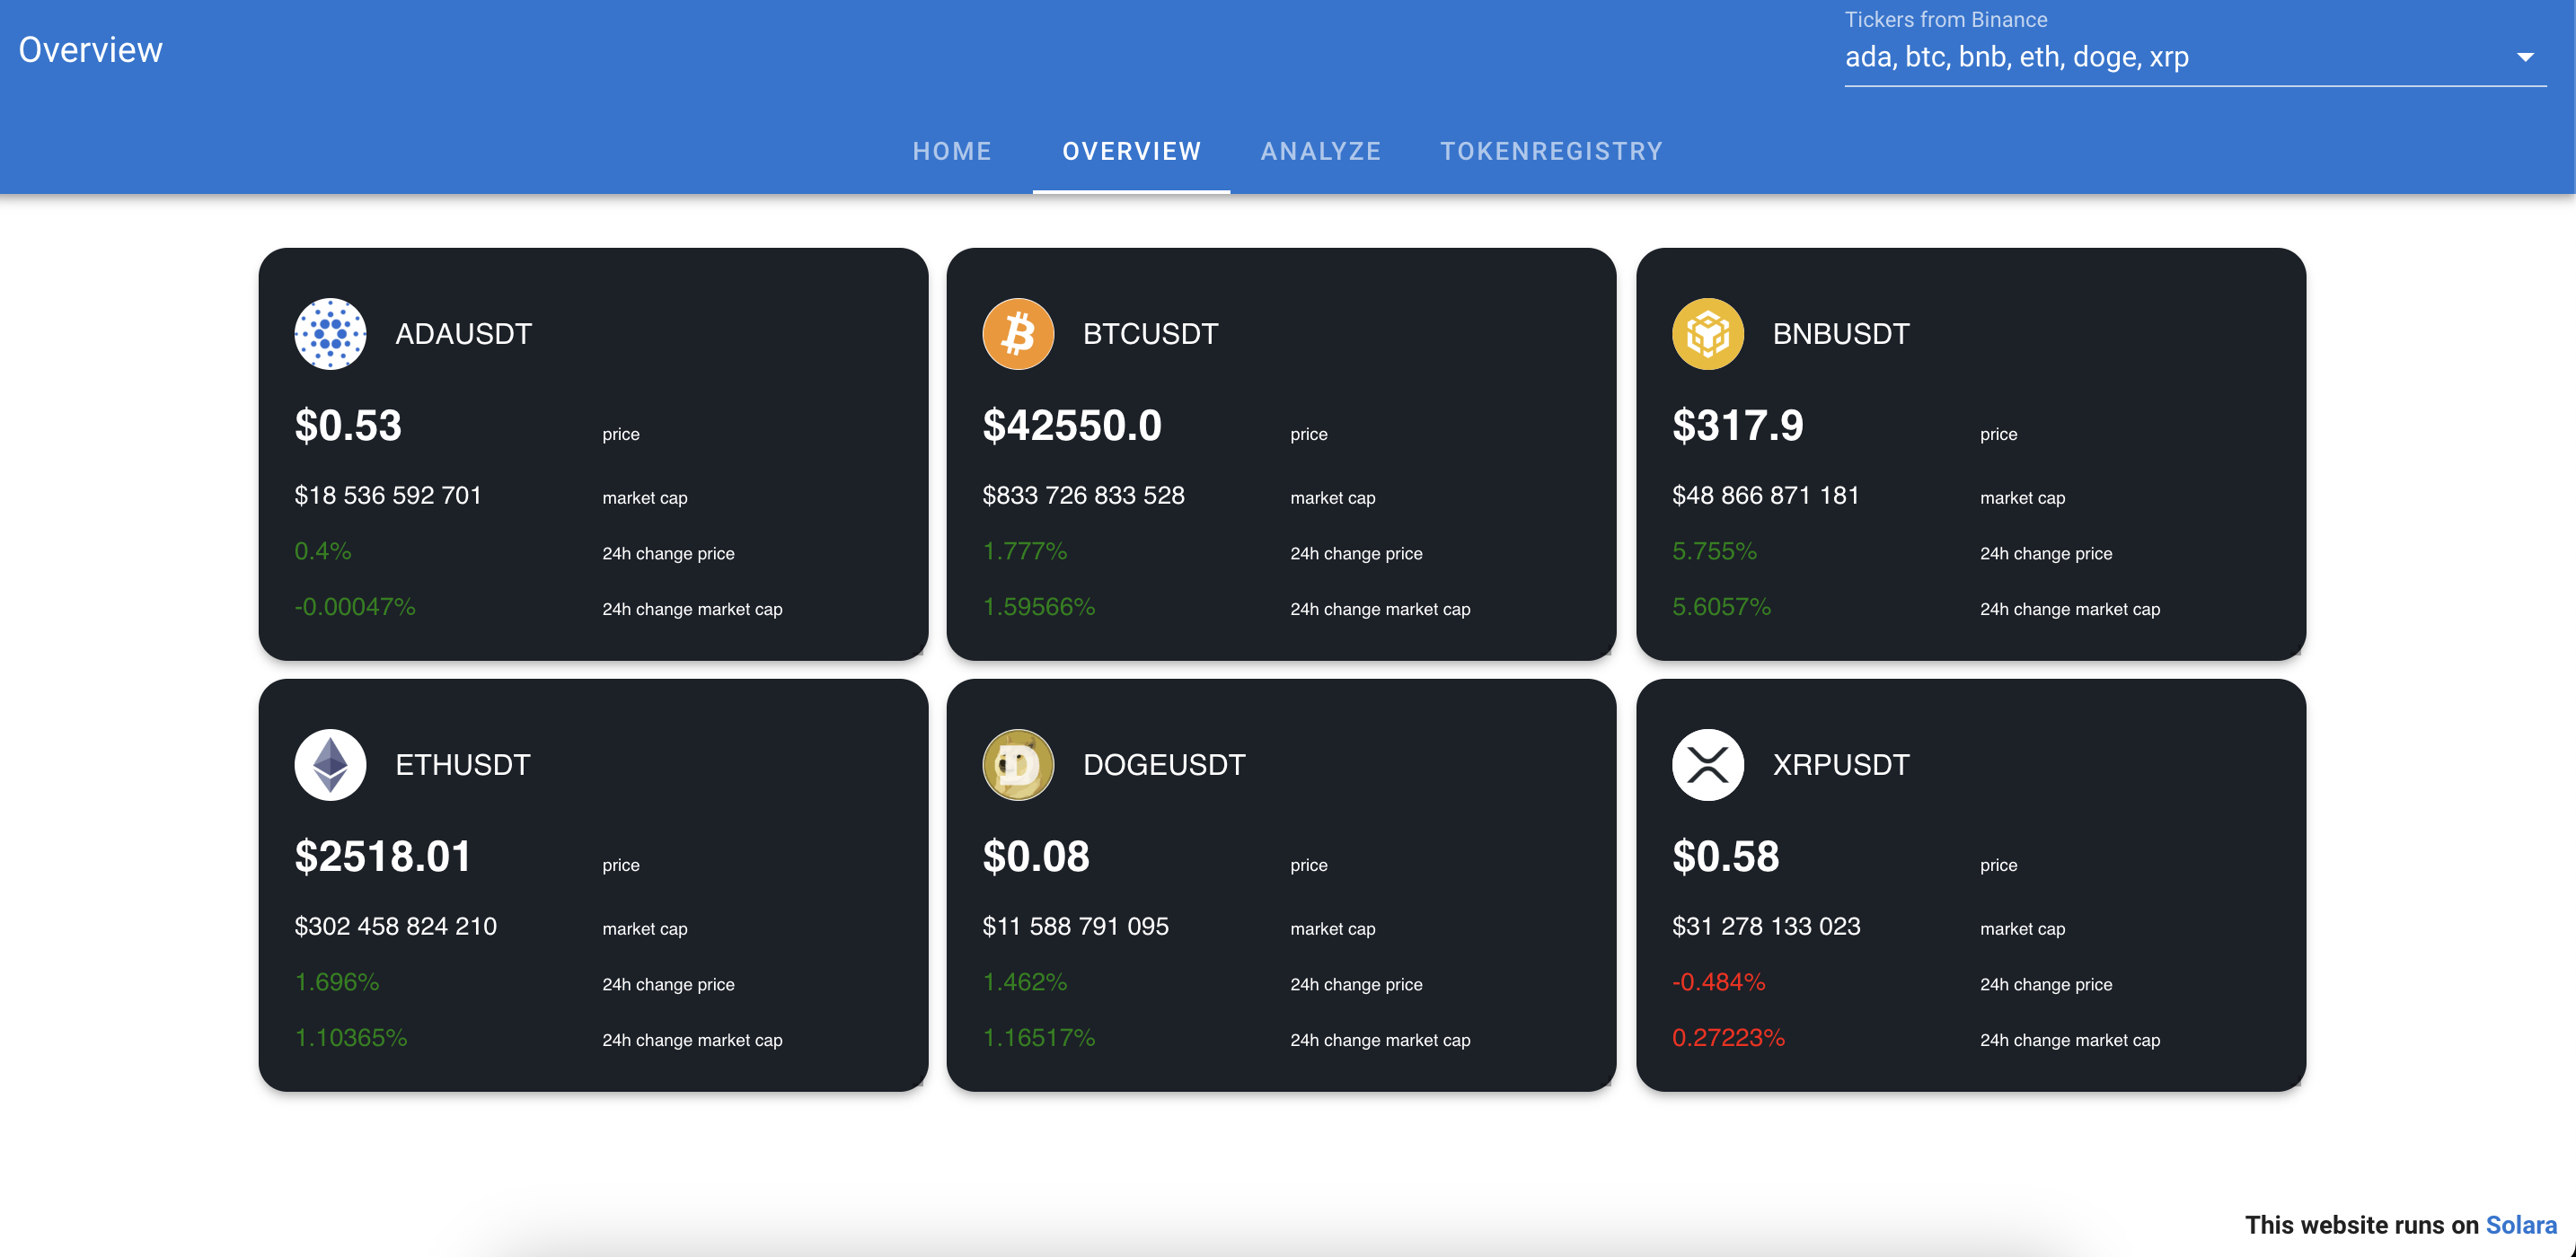 Overview
Tickers from Binance
ada, btc, bnb, eth, doge, xrp
HOME OVERVIEW ANALYZE TOKENREGISTRY
ADAUSDT
$0.53 price
$18 536 592 701 market cap
0.4% 24h change price
-0.00047% 24h change market cap
BTCUSDT
$42550.0 price
$833 726 833 528 market cap
1.777% 24h change price
1.59566% 24h change market cap
BNBUSDT
$317.9 price
$48 866 871 181 market cap
5.755% 24h change price
5.6057% 24h change market cap
ETHUSDT
$2518.01 price
$302 458 824 210 market cap
1.696% 24h change price
1.10365% 24h change market cap
DOGEUSDT
$0.08 price
$11 588 791 095 market cap
1.462% 24h change price
1.16517% 24h change market cap
XRPUSDT
$0.58 price
$31 278 133 023 market cap
-0.484% 24h change price
0.27223% 24h change market cap
This website runs on Solara